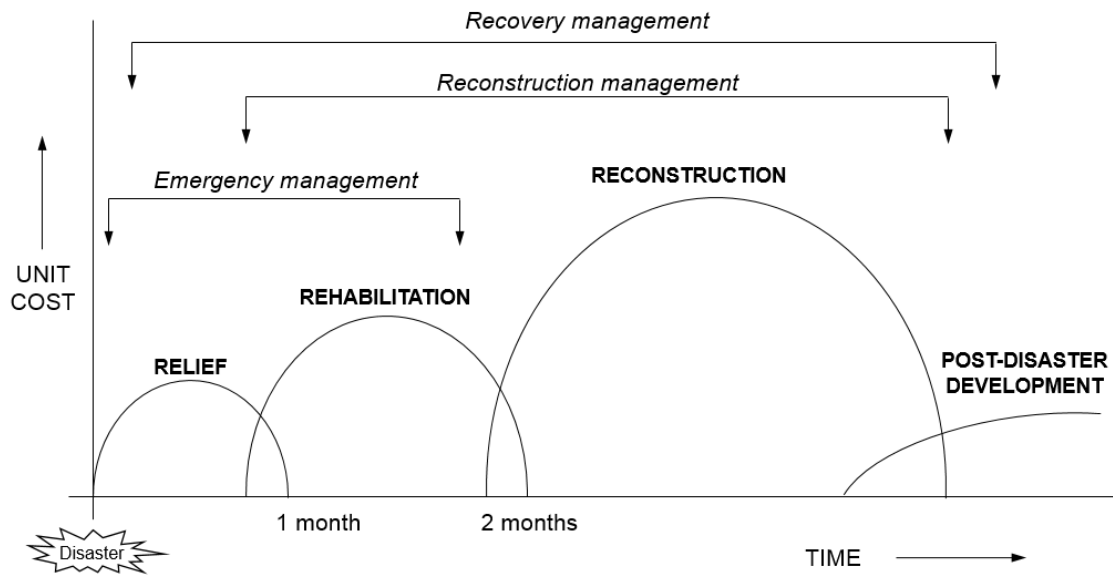 Recovery management
Reconstruction management
Emergency management
RECONSTRUCTION
UNIT
COST
REHABILITATION
RELIEF
POST-DISASTER
DEVELOPMENT
1 month
2 months
Disaster
TIME